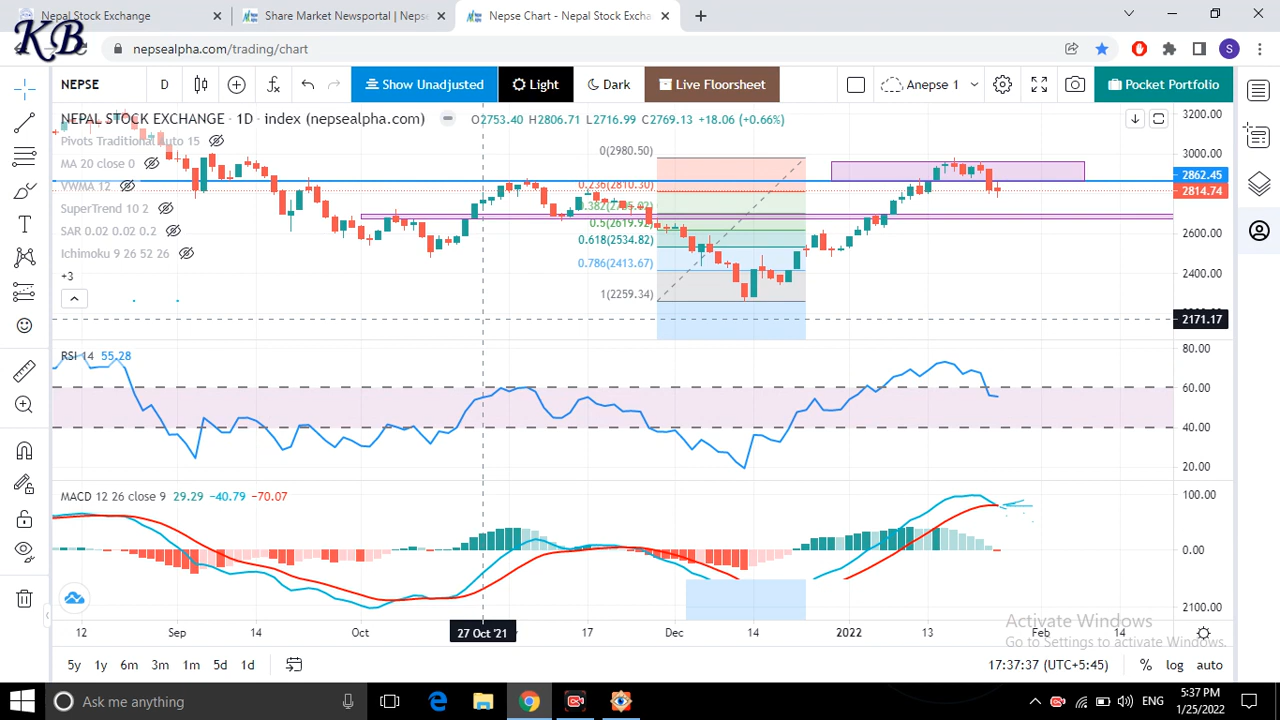 Nepal Stock Exchange
Share Market Newsportal | Nepse
Nepse Chart - Nepal Stock Excha
KB
nepsealpha.com/trading/chart
S
NEPSE D Show Unadjusted Light Dark Live Floorsheet Anepse 1 Pocket Portfolio
NEPAL STOCK EXCHANGE · 1D · index (nepsealpha.com) O2753.40 H2806.71 L2716.99 C2769.13 +18.06 (+0.66%)
Pivots Traditional Auto 15
MA 20 close 0
VWMA 12
SuperTrend 10 2
SAR 0.02 0.02 0.2
Ichimoku 9 26 52 26
+3
0(2980.50)
0.236(2810.30)
0.5(2619.92)
0.618(2534.82)
0.786(2413.67)
1(2259.34)
3200.00
3000.00
2862.45
2814.74
2600.00
2400.00
2171.17
RSI 14 55.28
80.00
60.00
40.00
20.00
MACD 12 26 close 9 29.29 −40.79 −70.07
100.00
0.00
2100.00
12 Sep 14 Oct 27 Oct '21 17 Dec 14 2022 13 Feb 14
Activate Windows
Go to Settings to activate Windows.
5y 1y 6m 3m 1m 5d 1d
17:37:37 (UTC+5:45) % log auto
Ask me anything
ENG
5:37 PM
1/25/2022